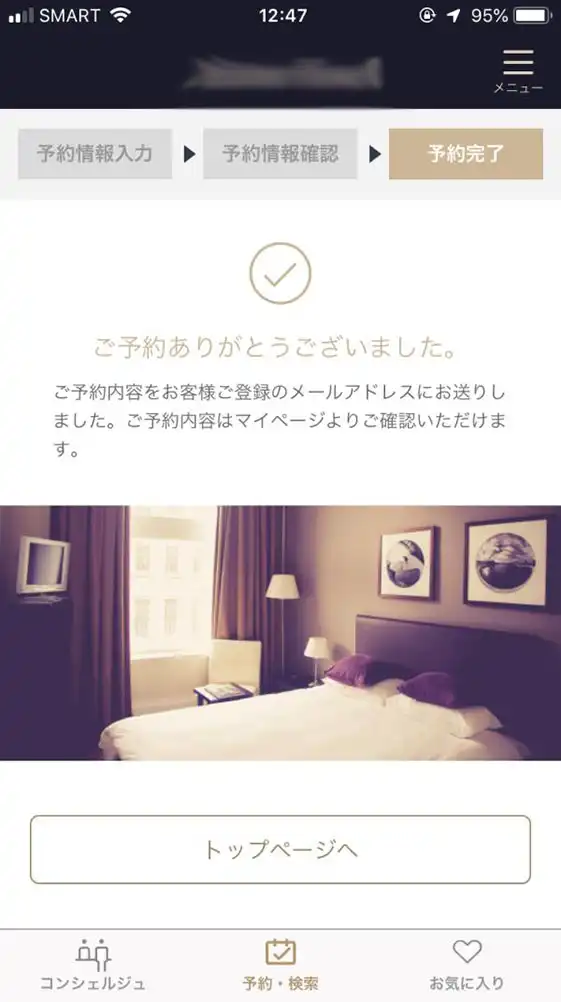 SMART 12:47 95%
メニュー
予約情報入力 ▶ 予約情報確認 ▶ 予約完了
ご予約ありがとうございました。
ご予約内容をお客様ご登録のメールアドレスにお送りし
ました。ご予約内容はマイページよりご確認いただけま
す。
トップページへ
コンシェルジュ 予約・検索 お気に入り